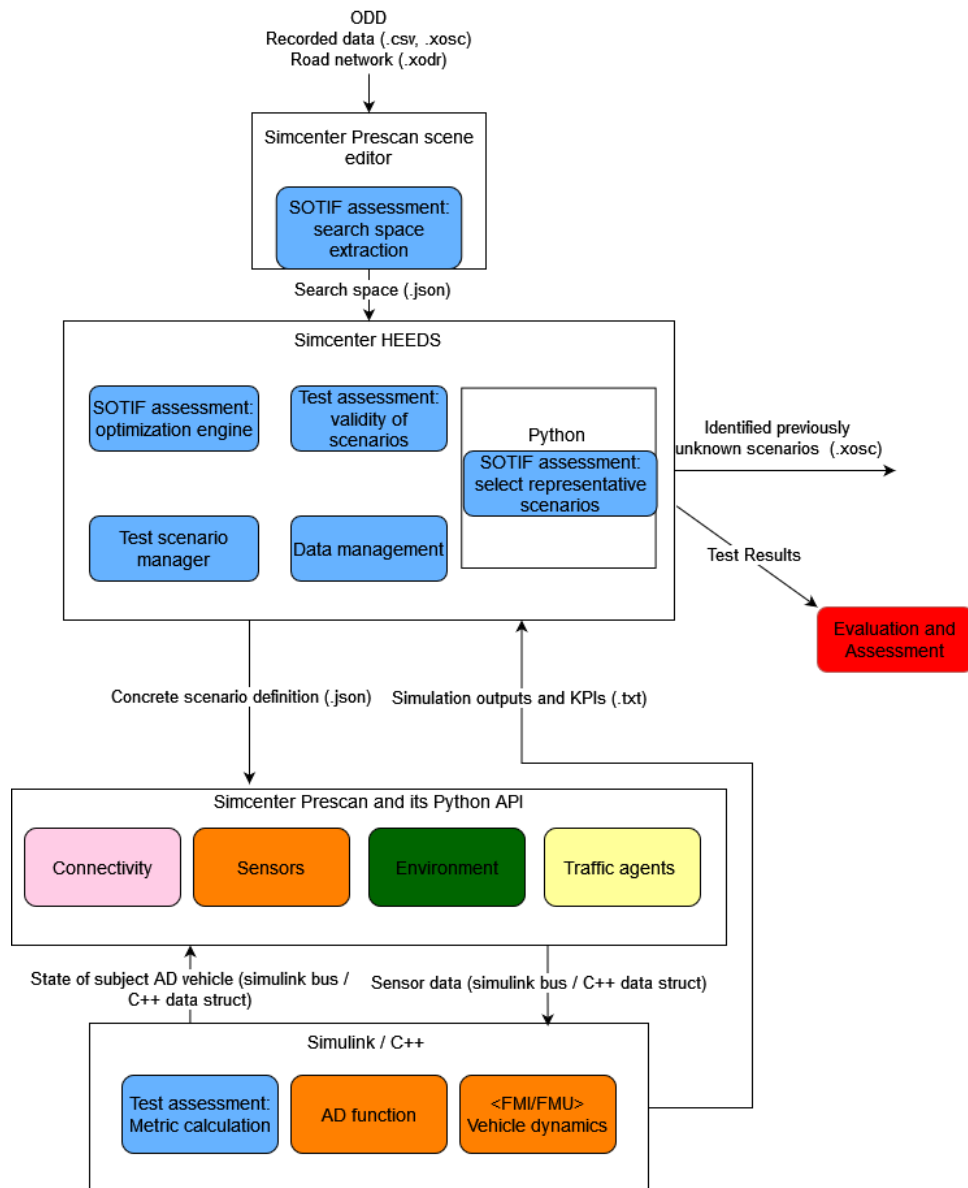 ODD
Recorded data (.csv, .xosc)
Road network (.xodr)
Simcenter Prescan scene
editor
SOTIF assessment:
search space
extraction
Search space (.json)
Simcenter HEEDS
SOTIF assessment:
optimization engine
Test assessment:
validity of
scenarios
Python
SOTIF assessment:
select representative
scenarios
Test scenario
manager
Data management
Identified previously
unknown scenarios (.xosc)
Test Results
Evaluation and
Assessment
Concrete scenario definition (.json)
Simulation outputs and KPIs (.txt)
Simcenter Prescan and its Python API
Connectivity
Sensors
Environment
Traffic agents
State of subject AD vehicle (simulink bus /
C++ data struct)
Sensor data (simulink bus / C++ data struct)
Simulink / C++
Test assessment:
Metric calculation
AD function
<FMI/FMU>
Vehicle dynamics